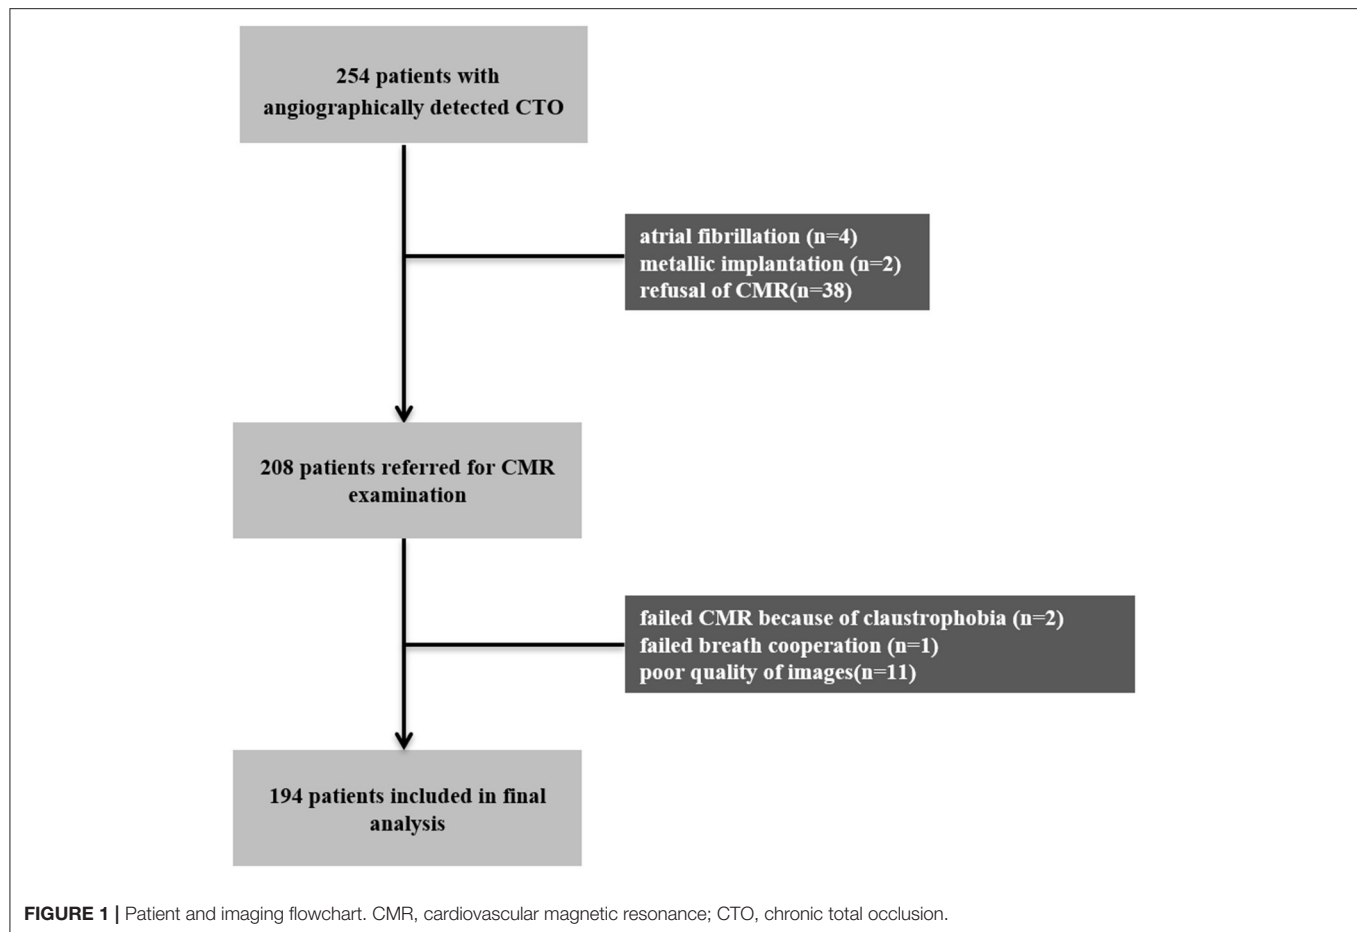 254 patients with
angiographically detected CTO
atrial fibrillation (n=4)
metallic implantation (n=2)
refusal of CMR(n=38)
208 patients referred for CMR
examination
failed CMR because of claustrophobia (n=2)
failed breath cooperation (n=1)
poor quality of images(n=11)
194 patients included in final
analysis
FIGURE 1 | Patient and imaging flowchart. CMR, cardiovascular magnetic resonance; CTO, chronic total occlusion.